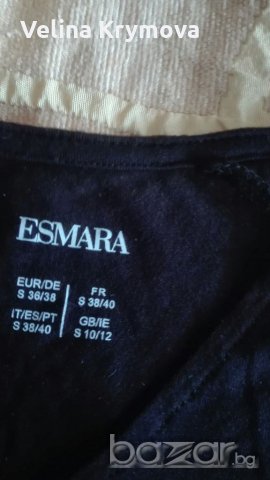 Velina Krymova
ESMARA
EUR/DE
S 36/38
FR
S 38/40
IT/ES/PT
S 38/40
GB/IE
S 10/12
bazar.bg